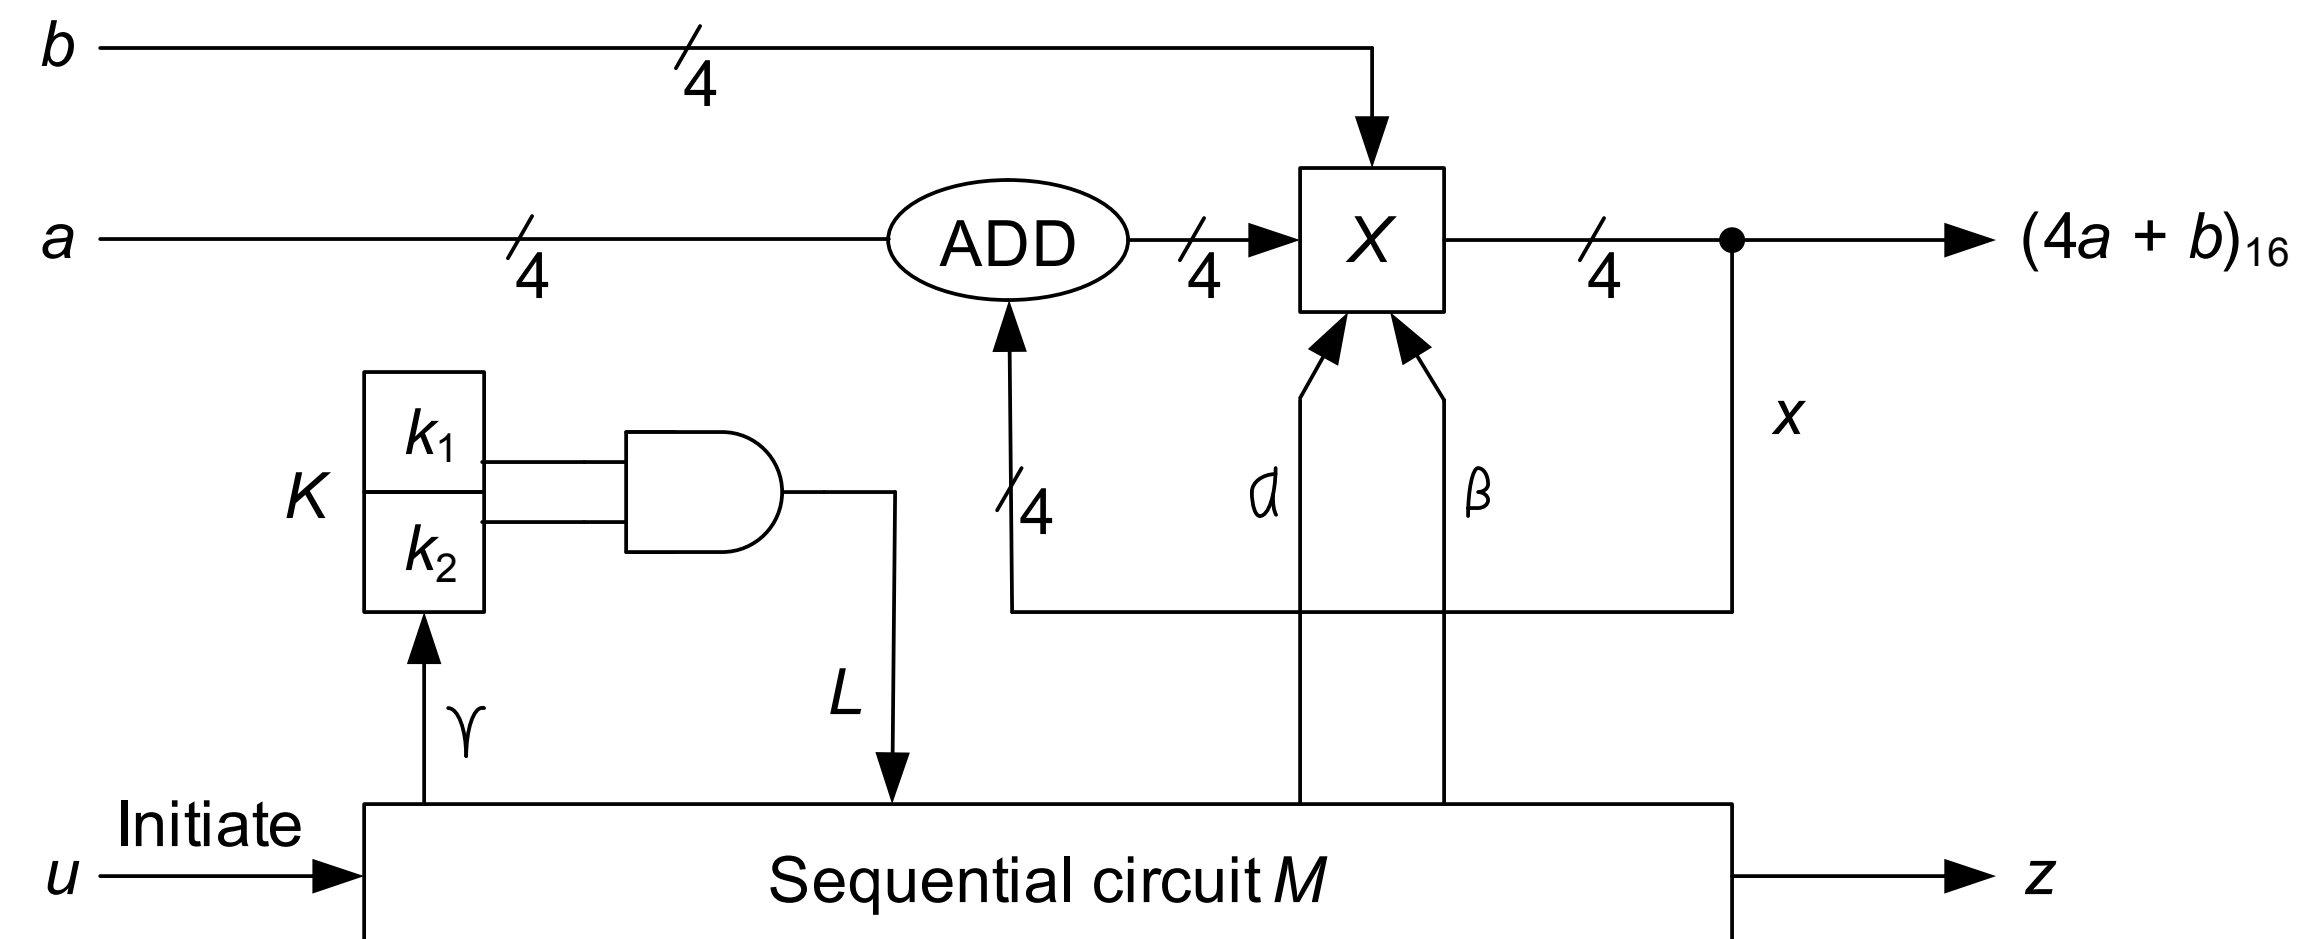 b
4
a
4
ADD
4
X
4
(4a + b)16
k1
K
k2
4
α
β
x
L
γ
Initiate
u
Sequential circuit M
z